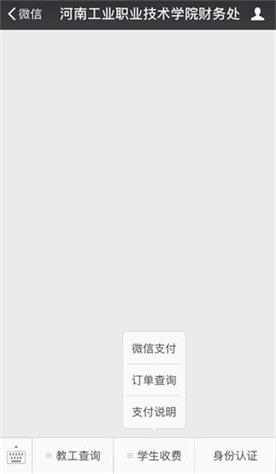 微信 河南工业职业技术学院财务处
微信支付
订单查询
支付说明
教工查询 学生收费 身份认证